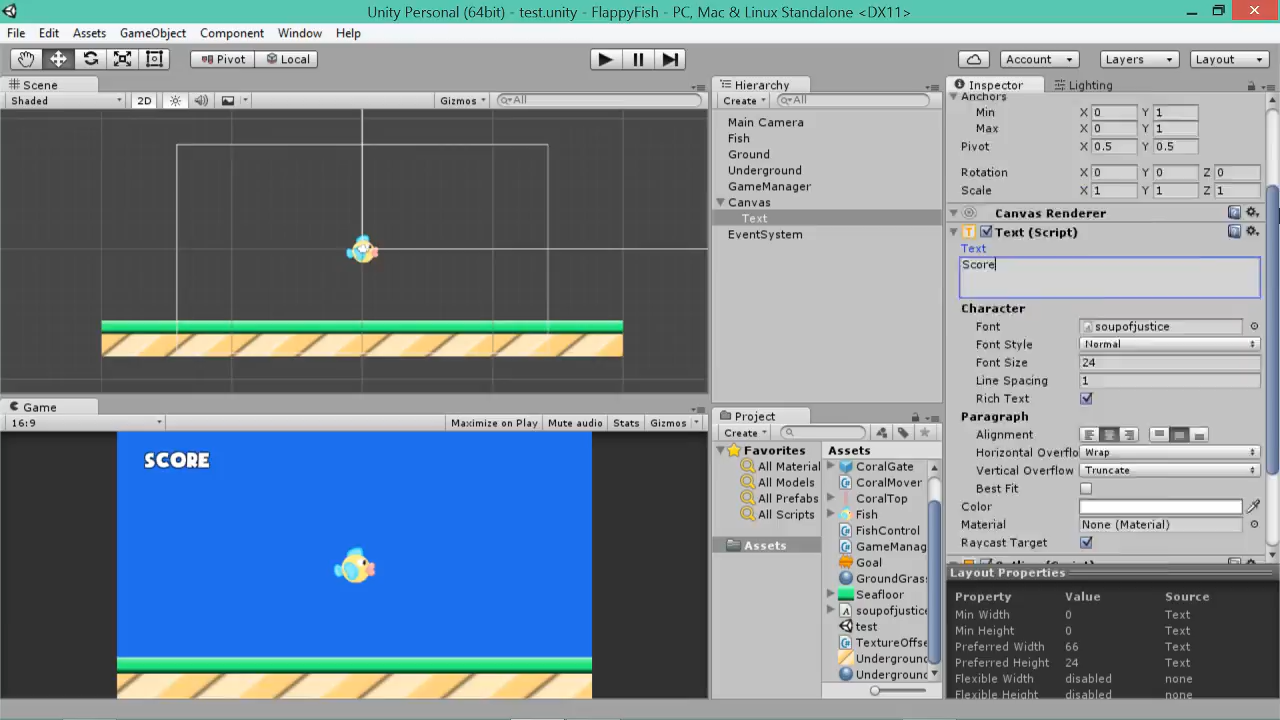 Unity Personal (64bit) - test.unity - FlappyFish - PC, Mac & Linux Standalone <DX11>
File Edit Assets GameObject Component Window Help
Pivot Local Account Layers Layout
Scene
Shaded 2D Gizmos All
Hierarchy
Create All
Main Camera
Fish
Ground
Underground
GameManager
Canvas
Text
EventSystem
Game
16:9 Maximize on Play Mute audio Stats Gizmos
SCORE
Project
Create
Favorites
All Material
All Models
All Prefabs
All Scripts
Assets
Assets
CoralGate
CoralMover
CoralTop
Fish
FishControl
GameManag
Goal
GroundGrass
Seafloor
soupofjustice
test
TextureOffse
Underground
Underground
Inspector Lighting
Anchors
Min X 0 Y 1
Max X 0 Y 1
Pivot X 0.5 Y 0.5
Rotation X 0 Y 0 Z 0
Scale X 1 Y 1 Z 1
Canvas Renderer
Text (Script)
Text
Score
Character
Font soupofjustice
Font Style Normal
Font Size 24
Line Spacing 1
Rich Text
Paragraph
Alignment
Horizontal Overflo Wrap
Vertical Overflow Truncate
Best Fit
Color
Material None (Material)
Raycast Target
Layout Properties
Property Value Source
Min Width 0 Text
Min Height 0 Text
Preferred Width 66 Text
Preferred Height 24 Text
Flexible Width disabled none
Flexible Height disabled none